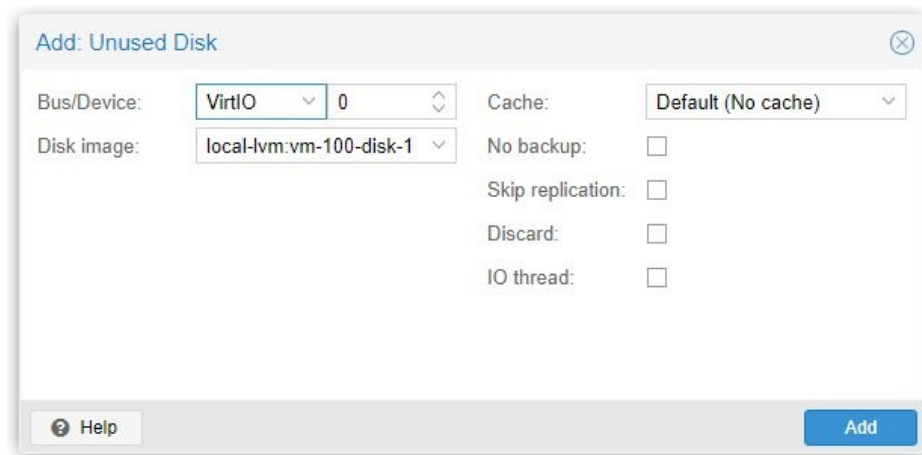 Add: Unused Disk
Bus/Device: VirtIO 0 Cache: Default (No cache)
Disk image: local-lvm:vm-100-disk-1 No backup:
Skip replication:
Discard:
IO thread:
Help Add